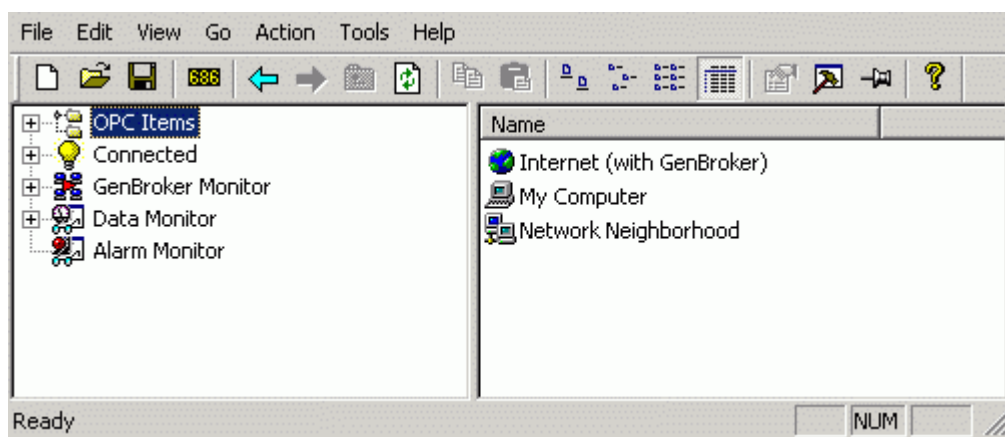 File Edit View Go Action Tools Help
686
OPC Items
Connected
GenBroker Monitor
Data Monitor
Alarm Monitor
Name
Internet (with GenBroker)
My Computer
Network Neighborhood
Ready
NUM